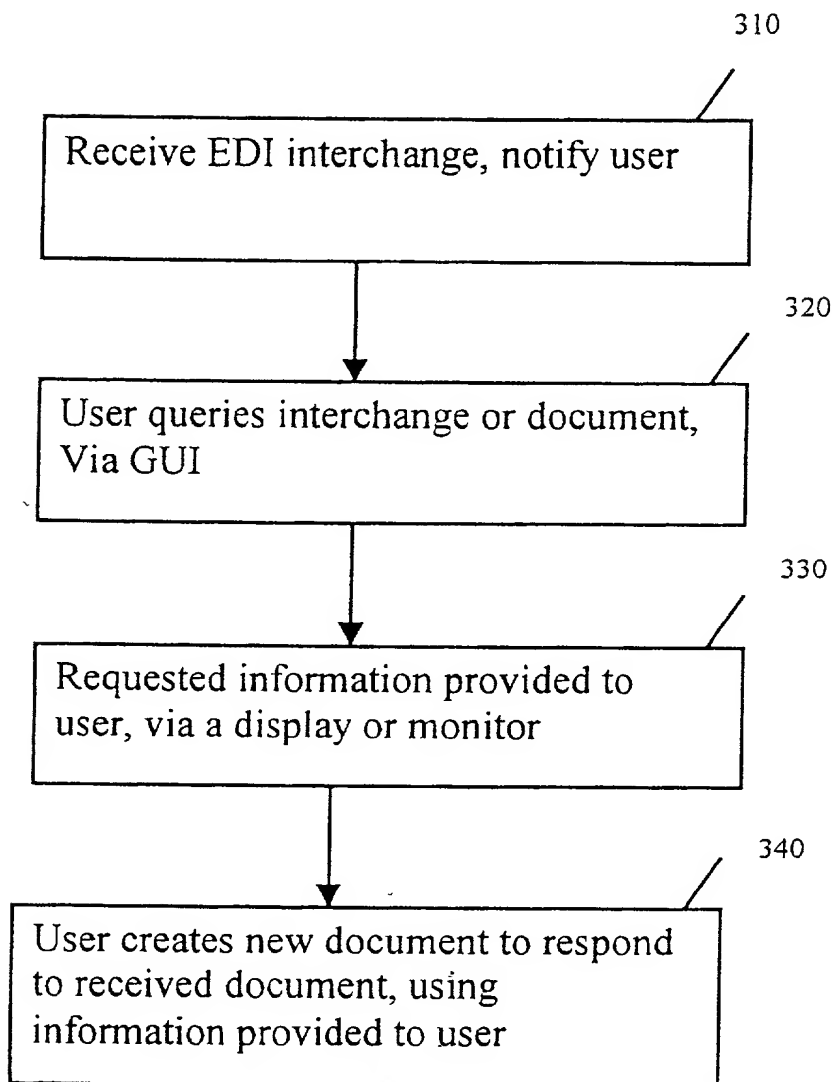 310
Receive EDI interchange, notify user
320
User queries interchange or document,
Via GUI
330
Requested information provided to
user, via a display or monitor
340
User creates new document to respond
to received document, using
information provided to user